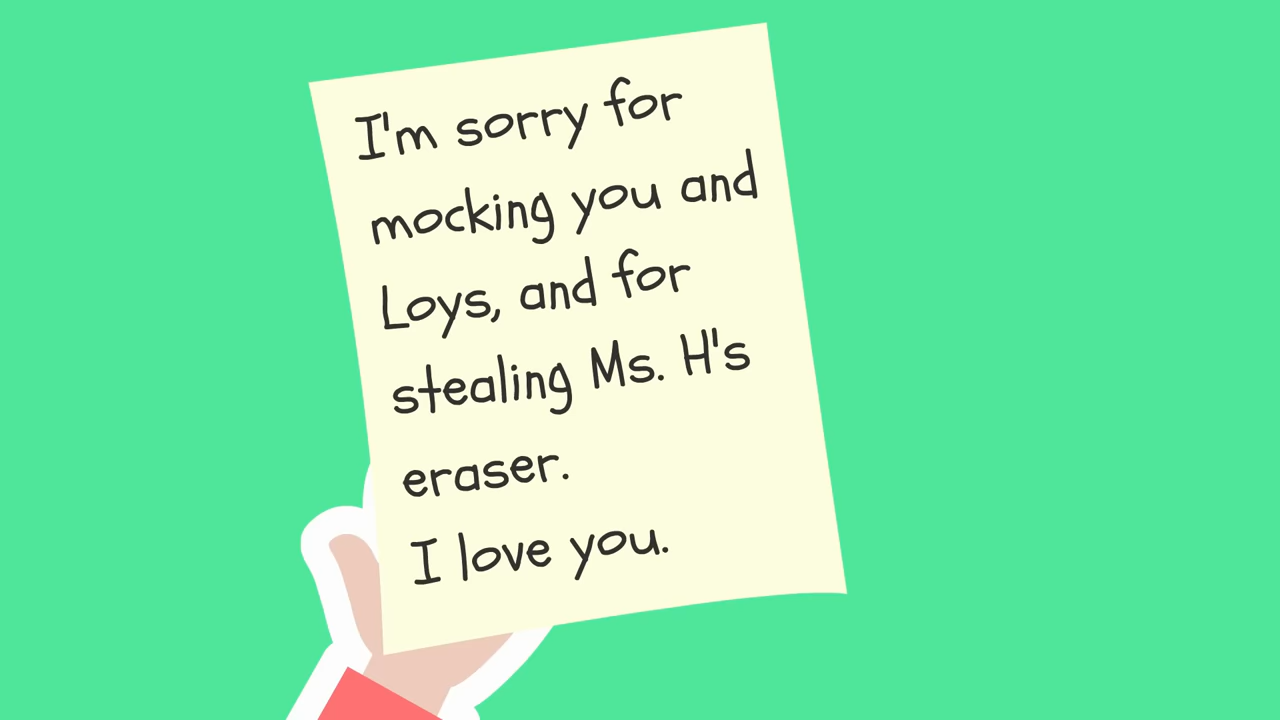 I'm sorry for
mocking you and
Loys, and for
stealing Ms. H's
eraser.
I love you.